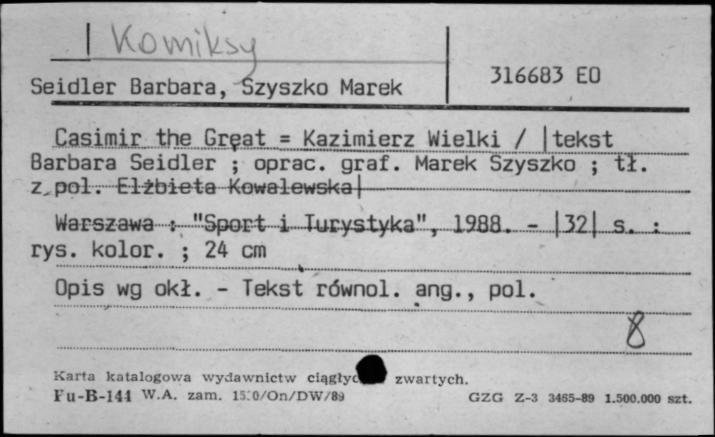 Komiksy
316683 EO
Seidler Barbara, Szyszko Marek
Casimir the Great = Kazimierz Wielki / |tekst
Barbara Seidler ; oprac. graf. Marek Szyszko ; tł.
z pol. Elżbieta Kowalewska|
Warszawa : "Sport i Turystyka", 1988. - |32| s. :
rys. kolor. ; 24 cm
Opis wg okł. - Tekst równol. ang., pol.
8
Karta katalogowa wydawnictw zwartych.
Pu-B-144 W.A. zam. /On/DW/89 GZG Z-3 3465-89 1.500.000 szt.